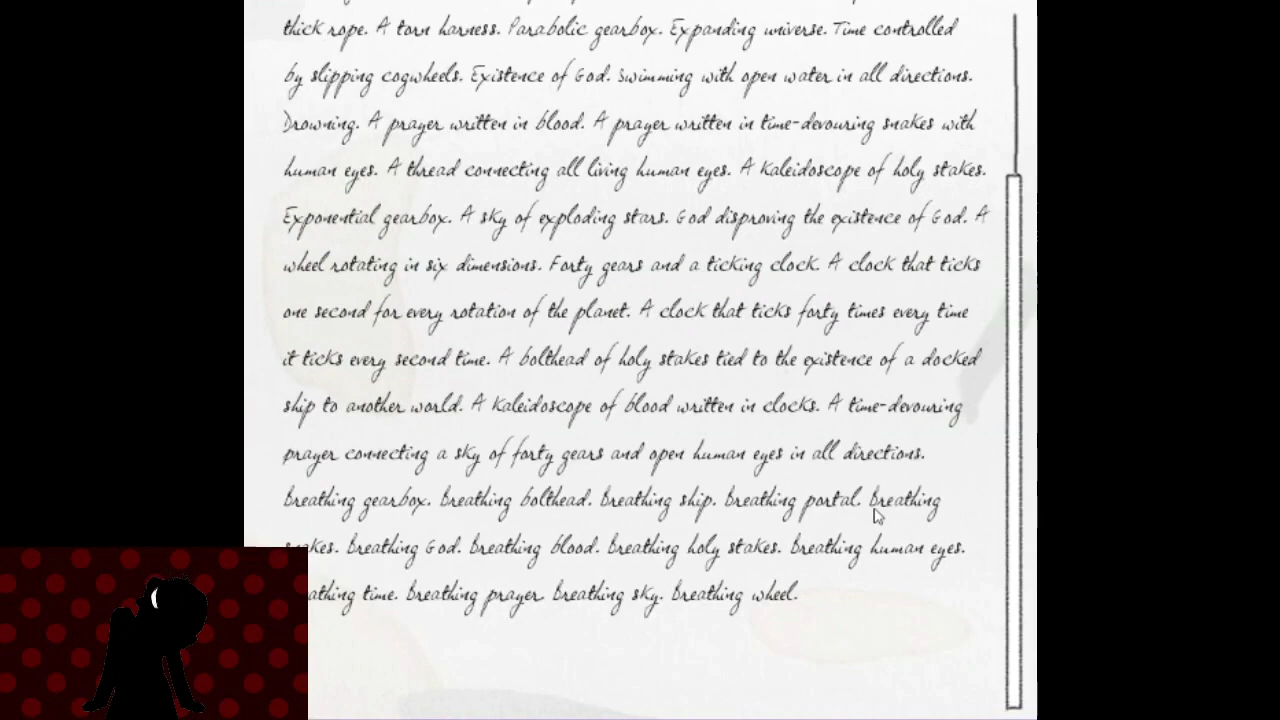 thick rope. A torn harness. Parabolic gearbox. Expanding universe. Time controlled
by slipping cogwheels. Existence of God. Swimming with open water in all directions.
Drowning. A prayer written in blood. A prayer written in time-devouring snakes with
human eyes. A thread connecting all living human eyes. A kaleidoscope of holy stakes.
Exponential gearbox. A sky of exploding stars. God disproving the existence of God. A
wheel rotating in six dimensions. Forty gears and a ticking clock. A clock that ticks
one second for every rotation of the planet. A clock that ticks forty times every time
it ticks every second time. A bolthead of holy stakes tied to the existence of a docked
ship to another world. A kaleidoscope of blood written in clocks. A time-devouring
prayer connecting a sky of forty gears and open human eyes in all directions.
Breathing gearbox. Breathing bolthead. Breathing ship. Breathing portal. Breathing
Breathing God. Breathing blood. Breathing holy stakes. Breathing human eyes.
time. Breathing prayer. Breathing sky. Breathing wheel.